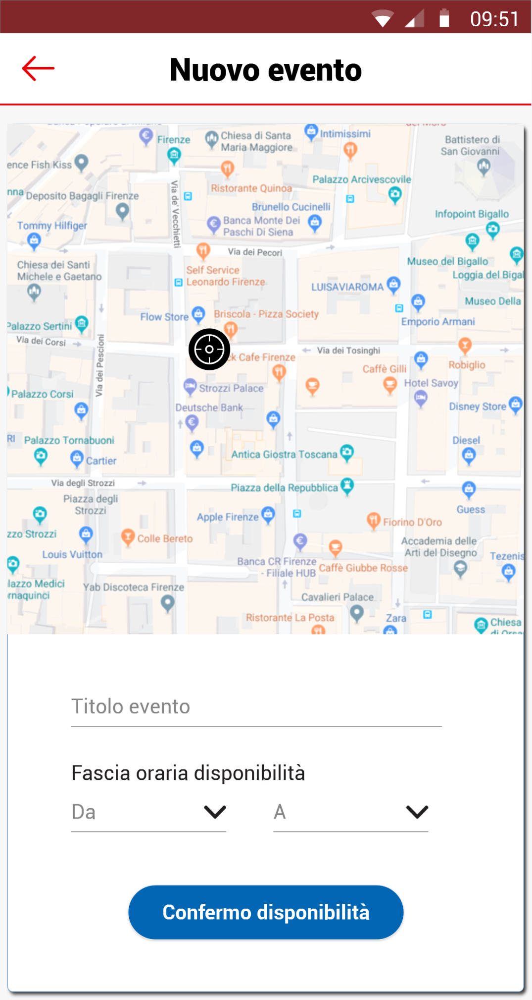 09:51
Nuovo evento
Firenze
Chiesa di Santa
Maria Maggiore
Intimissimi
Battistero di
San Giovanni
ence Fish Kiss
Palazzo Arcivescovile
Ristorante Quinoa
nna
Deposito Bagagli Firenze
Via de' Vecchietti
Brunello Cucinelli
Infopoint Bigallo
Banca Monte Dei
Paschi Di Siena
Tommy Hilfiger
Via dei Pecori
Museo del Bigallo
Chiesa dei Santi
Michele e Gaetano
Self Service
Leonardo Firenze
Loggia del Bigal
LUISAVIAROMA
Museo Della
Flow Store
Briscola - Pizza Society
Emporio Armani
Palazzo Sertini
Via dei Corsi
Via dei Pescioni
Via dei Tosinghi
ck Cafe Firenze
Caffè Gilli
Robiglio
Hotel Savoy
Strozzi Palace
Palazzo Corsi
Deutsche Bank
Disney Store
RI
Palazzo Tornabuoni
Diesel
Antica Giostra Toscana
Cartier
Via degli Strozzi
Piazza della Repubblica
Piazza degli
Strozzi
Guess
Apple Firenze
Fiorino D'Oro
zzo Strozzi
Colle Bereto
Accademia delle
Arti del Disegno
Louis Vuitton
Tezenis
Banca CR Firenze
- Filiale HUB
Caffè Giubbe Rosse
lazzo Medici
rnaquinci
Yab Discoteca Firenze
Cavalieri Palace
Ristorante La Posta
Zara
Chiesa
Titolo evento
Fascia oraria disponibilità
Da
A
Confermo disponibilità